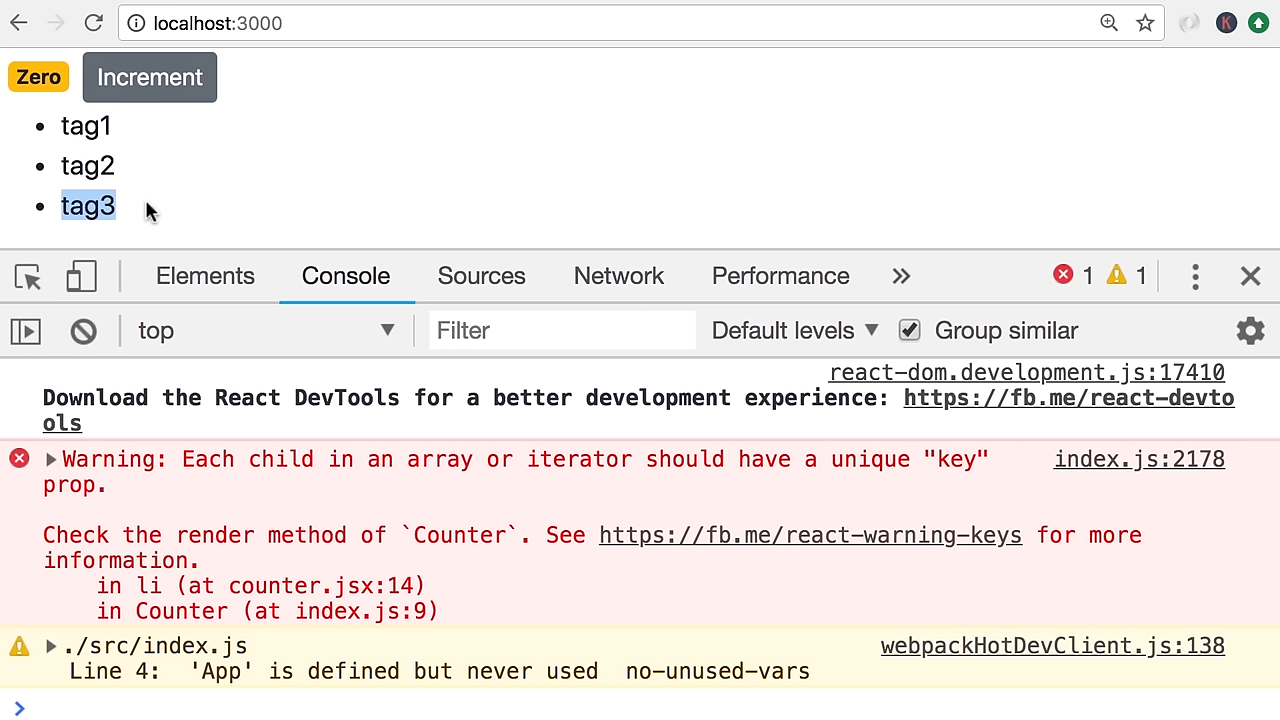 localhost:3000
K
Zero Increment
• tag1
• tag2
• tag3
Elements Console Sources Network Performance » 1 1
top Filter Default levels Group similar
react-dom.development.js:17410
Download the React DevTools for a better development experience: https://fb.me/react-devto
ols
Warning: Each child in an array or iterator should have a unique "key" index.js:2178
prop.
Check the render method of `Counter`. See https://fb.me/react-warning-keys for more
information.
in li (at counter.jsx:14)
in Counter (at index.js:9)
./src/index.js webpackHotDevClient.js:138
Line 4: 'App' is defined but never used no-unused-vars